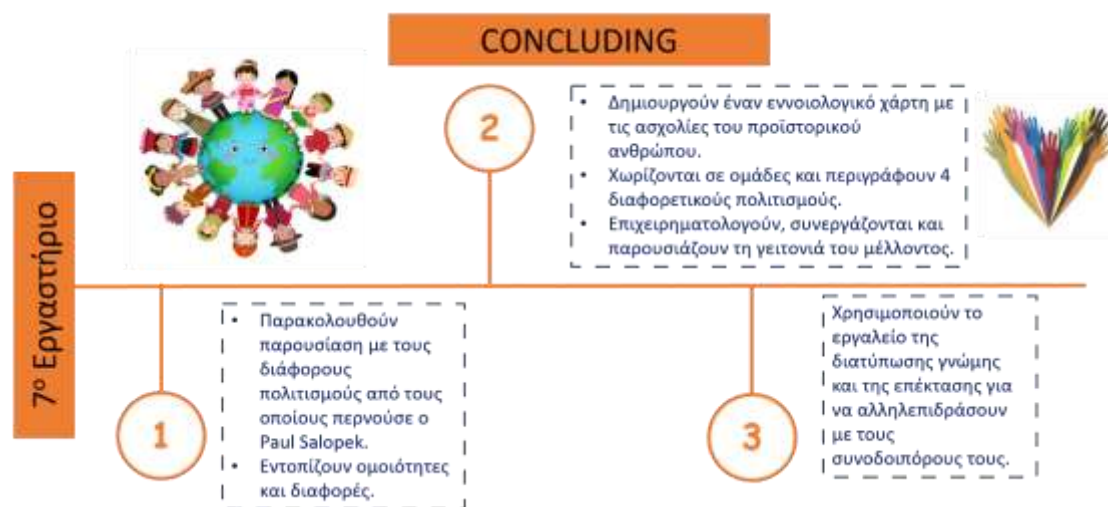 CONCLUDING
7ο Εργαστήριο
1
• Παρακολουθούν
παρουσίαση με τους
διάφορους
πολιτισμούς από τους
οποίους περνούσε ο
Paul Salopek.
• Εντοπίζουν ομοιότητες
και διαφορές.
2
• Δημιουργούν έναν εννοιολογικό χάρτη με
τις ασχολίες του προϊστορικού
ανθρώπου.
• Χωρίζονται σε ομάδες και περιγράφουν 4
διαφορετικούς πολιτισμούς.
• Επιχειρηματολογούν, συνεργάζονται και
παρουσιάζουν τη γειτονιά του μέλλοντος.
3
Χρησιμοποιούν το
εργαλείο της
διατύπωσης γνώμης
και της επέκτασης για
να αλληλεπιδράσουν
με τους
συνοδοιπόρους τους.